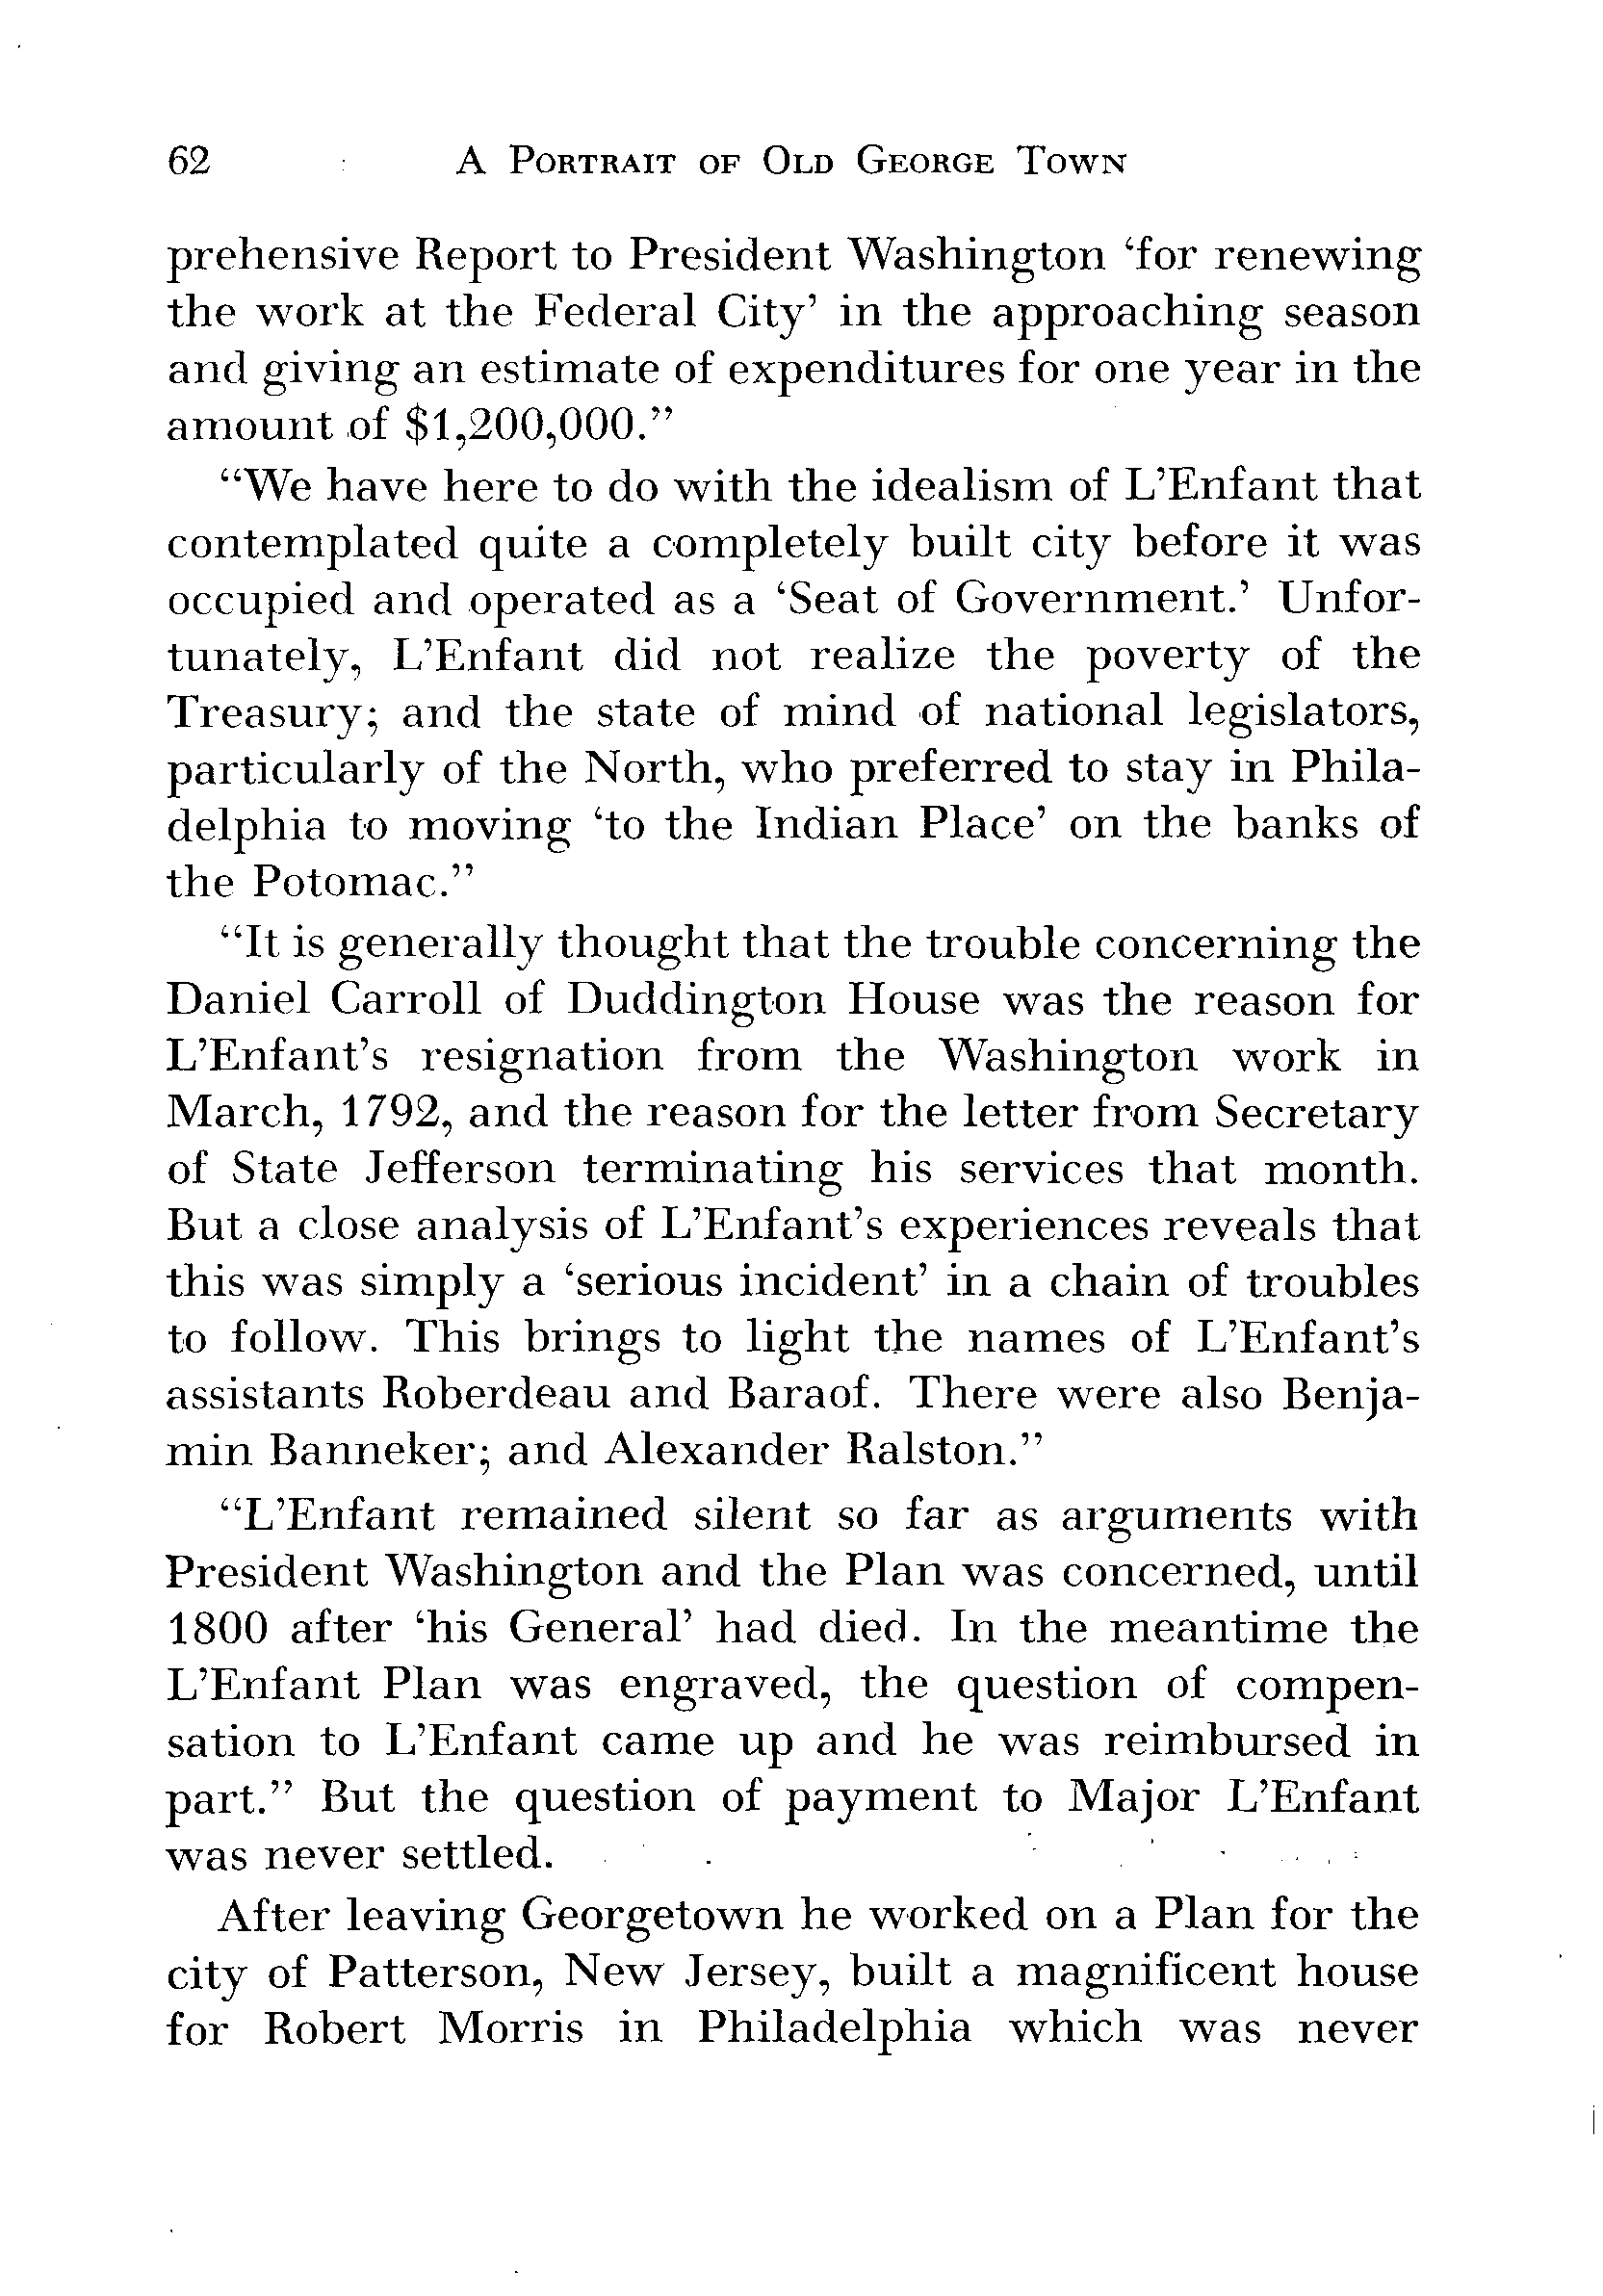 62 A Portrait of Old George Town
prehensive Report to President Washington ‘for renewing
the work at the Federal City’ in the approaching season
and giving an estimate of expenditures for one year in the
amount of $1,200,000.”
“We have here to do with the idealism of L’Enfant that
contemplated quite a completely built city before it was
occupied and operated as a ‘Seat of Government.’ Unfor-
tunately, L’Enfant did not realize the poverty of the
Treasury; and the state of mind of national legislators,
particularly of the North, who preferred to stay in Phila-
delphia to moving ‘to the Indian Place’ on the banks of
the Potomac.”
“It is generally thought that the trouble concerning the
Daniel Carroll of Duddington House was the reason for
L’Enfant’s resignation from the Washington work in
March, 1792, and the reason for the letter from Secretary
of State Jefferson terminating his services that month.
But a close analysis of L’Enfant’s experiences reveals that
this was simply a ‘serious incident’ in a chain of troubles
to follow. This brings to light the names of L’Enfant’s
assistants Roberdeau and Baraof. There were also Benja-
min Banneker; and Alexander Ralston.”
“L’Enfant remained silent so far as arguments with
President Washington and the Plan was concerned, until
1800 after ‘his General’ had died. In the meantime the
L’Enfant Plan was engraved, the question of compen-
sation to L’Enfant came up and he was reimbursed in
part.” But the question of payment to Major L’Enfant
was never settled.
After leaving Georgetown he worked on a Plan for the
city of Patterson, New Jersey, built a magnificent house
for Robert Morris in Philadelphia which was never